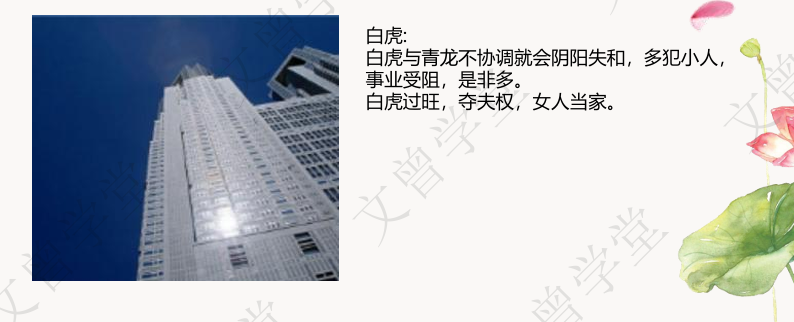 白虎:
白虎与青龙不协调就会阴阳失和，多犯小人，
事业受阻，是非多。
白虎过旺，夺夫权，女人当家。
文曾学堂
文曾学堂
文曾学堂